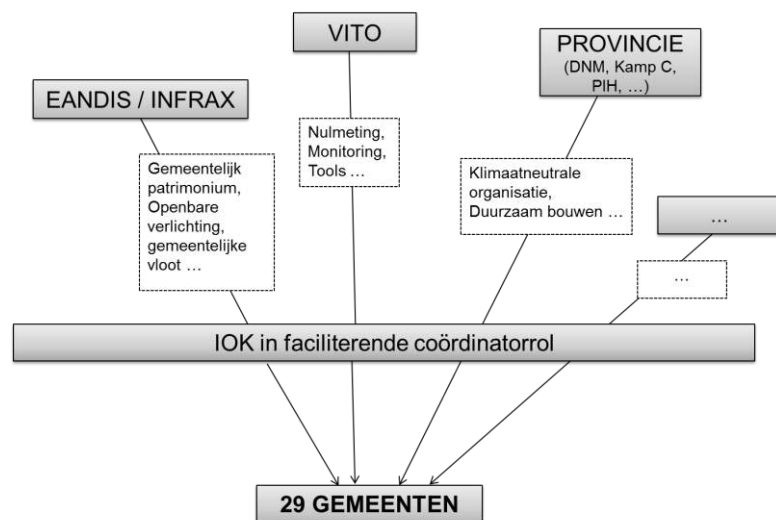 VITO
PROVINCIE
(DNM, Kamp C,
PIH, …)
EANDIS / INFRAX
Nulmeting,
Monitoring,
Tools …
Gemeentelijk
patrimonium,
Openbare
verlichting,
gemeentelijke
vloot …
Klimaatneutrale
organisatie,
Duurzaam bouwen …
…
…
IOK in faciliterende coördinatorrol
29 GEMEENTEN